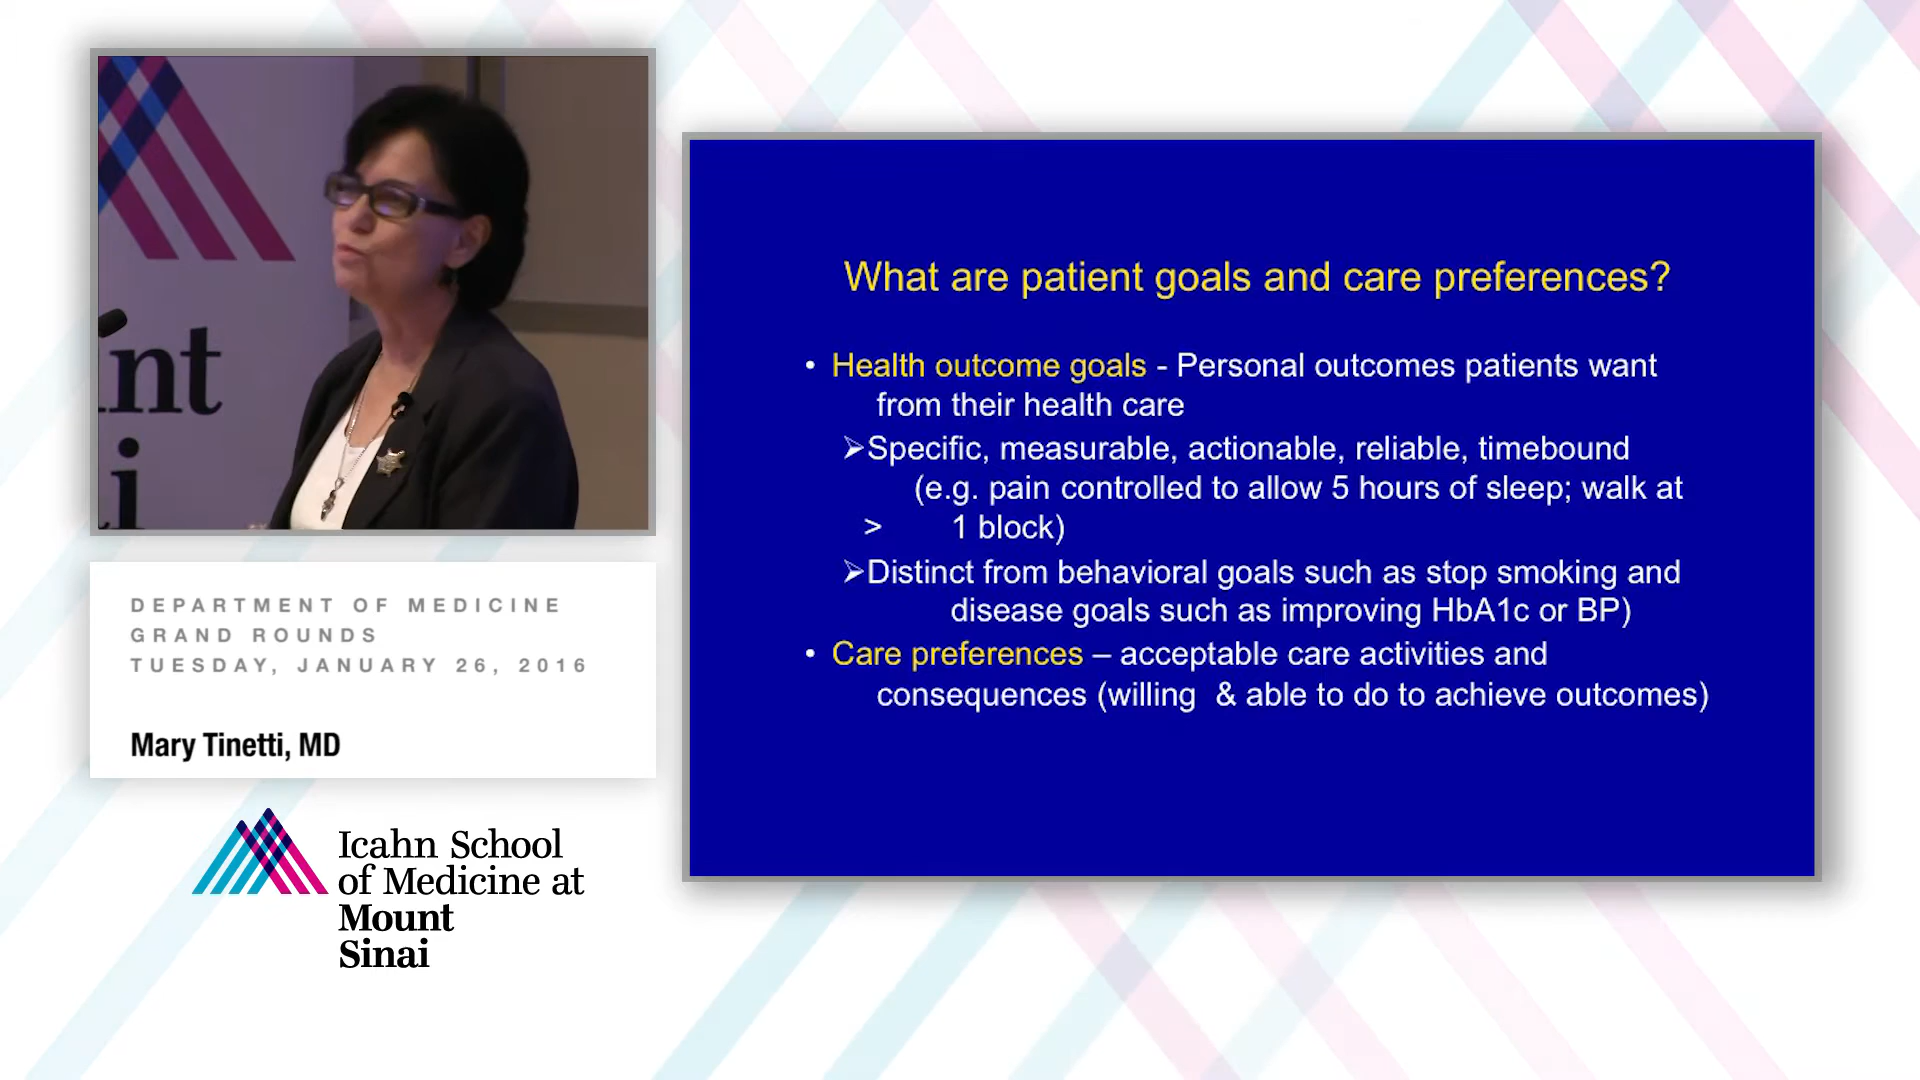 nt
i
DEPARTMENT OF MEDICINE
GRAND ROUNDS
TUESDAY, JANUARY 26, 2016
Mary Tinetti, MD
Icahn School
of Medicine at
Mount
Sinai
What are patient goals and care preferences?
• Health outcome goals - Personal outcomes patients want
from their health care
➢Specific, measurable, actionable, reliable, timebound
(e.g. pain controlled to allow 5 hours of sleep; walk at
> 1 block)
➢Distinct from behavioral goals such as stop smoking and
disease goals such as improving HbA1c or BP)
• Care preferences – acceptable care activities and
consequences (willing & able to do to achieve outcomes)